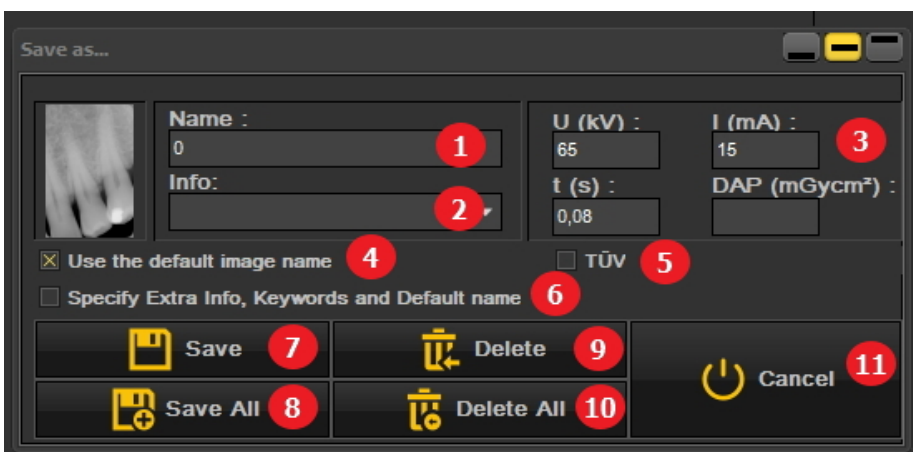 Save as...
Name :
0
1
Info:
2
U (kV) :
65
I (mA) :
15
3
t (s) :
0,08
DAP (mGycm²) :
Use the default image name
4
TÜV
5
Specify Extra Info, Keywords and Default name
6
Save
7
Delete
9
Cancel
11
Save All
8
Delete All
10